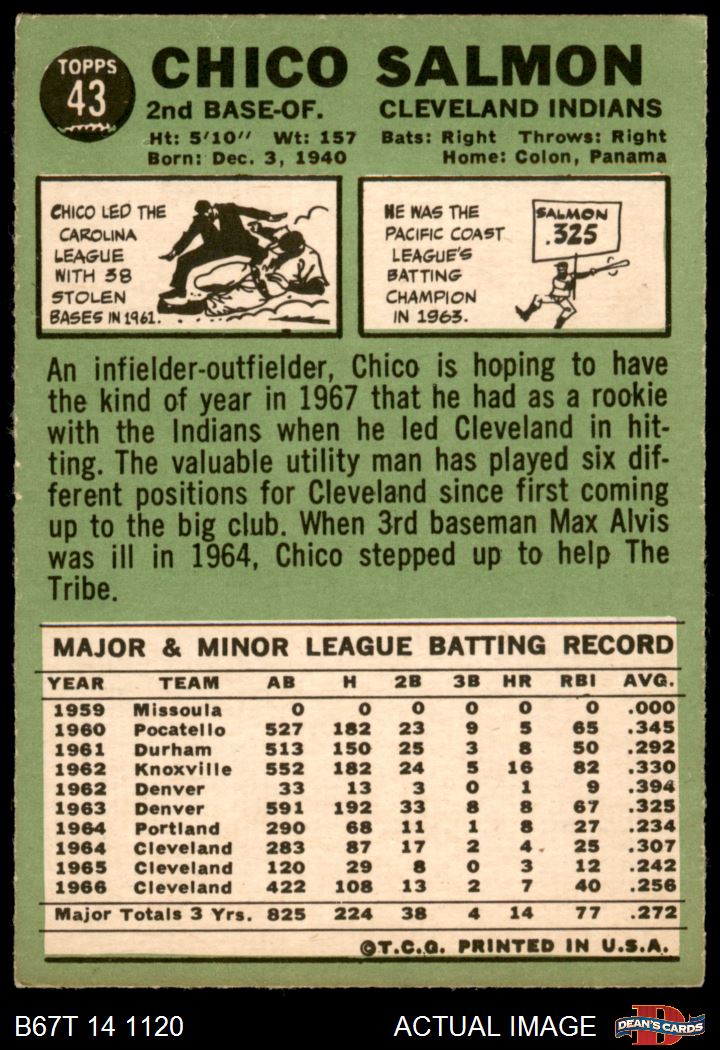 TOPPS
43
CHICO SALMON
2nd BASE-OF. CLEVELAND INDIANS
Ht: 5'10" Wt: 157 Bats: Right Throws: Right
Born: Dec. 3, 1940 Home: Colon, Panama
CHICO LED THE
CAROLINA
LEAGUE
WITH 38
STOLEN
BASES IN 1961.
HE WAS THE
PACIFIC COAST
LEAGUE'S
BATTING
CHAMPION
IN 1963.
SALMON
.325
An infielder-outfielder, Chico is hoping to have
the kind of year in 1967 that he had as a rookie
with the Indians when he led Cleveland in hit-
ting. The valuable utility man has played six dif-
ferent positions for Cleveland since first coming
up to the big club. When 3rd baseman Max Alvis
was ill in 1964, Chico stepped up to help The
Tribe.
MAJOR & MINOR LEAGUE BATTING RECORD
YEAR TEAM AB H 2B 3B HR RBI AVG.
1959 Missoula 0 0 0 0 0 0 .000
1960 Pocatello 527 182 23 9 5 65 .345
1961 Durham 513 150 25 3 8 50 .292
1962 Knoxville 552 182 24 5 16 82 .330
1962 Denver 33 13 3 0 1 9 .394
1963 Denver 591 192 33 8 8 67 .325
1964 Portland 290 68 11 1 8 27 .234
1964 Cleveland 283 87 17 2 4 25 .307
1965 Cleveland 120 29 8 0 3 12 .242
1966 Cleveland 422 108 13 2 7 40 .256
Major Totals 3 Yrs. 825 224 38 4 14 77 .272
©T.C.G. PRINTED IN U.S.A.
B67T 14 1120 ACTUAL IMAGE
DEAN'S CARDS